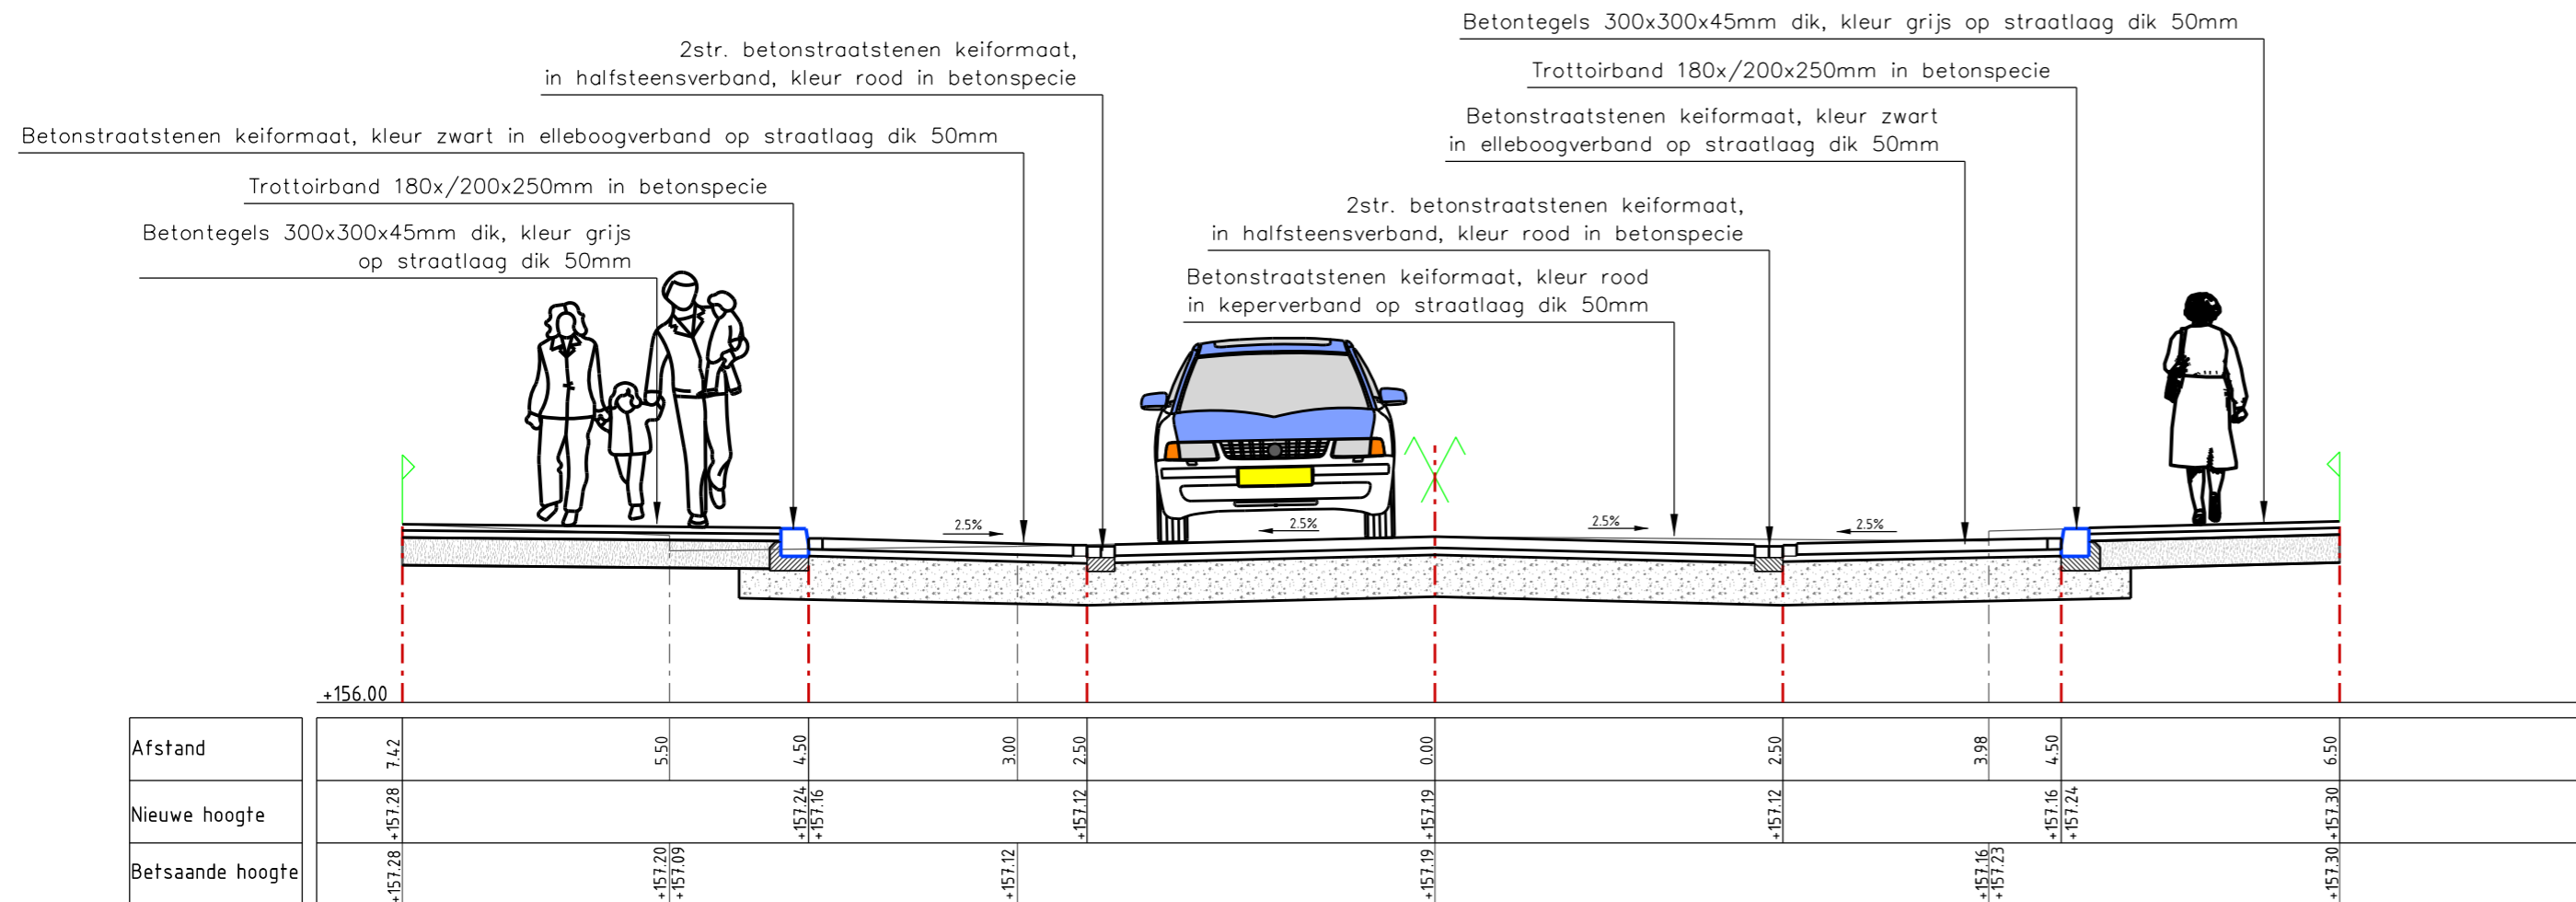 Betontegels 300x300x45mm dik, kleur grijs op straatlaag dik 50mm
2str. betonstraatstenen keiformaat,
in halfsteensverband, kleur rood in betonspecie
Trottoirband 180x/200x250mm in betonspecie
Betonstraatstenen keiformaat, kleur zwart
in elleboogverband op straatlaag dik 50mm
Betonstraatstenen keiformaat, kleur zwart in elleboogverband op straatlaag dik 50mm
Trottoirband 180x/200x250mm in betonspecie
2str. betonstraatstenen keiformaat,
in halfsteensverband, kleur rood in betonspecie
Betontegels 300x300x45mm dik, kleur grijs
op straatlaag dik 50mm
Betonstraatstenen keiformaat, kleur rood
in keperverband op straatlaag dik 50mm
2.5% 2.5% 2.5% 2.5%
+156.00
Afstand 7.42 5.50 4.50 3.00 2.50 0.00 2.50 3.98 4.50 6.50
Nieuwe hoogte +157.28 +157.24 +157.16 +157.12 +157.19 +157.12 +157.16 +157.24 +157.30
Betsaande hoogte +157.28 +157.20 +157.09 +157.12 +157.19 +157.16 +157.23 +157.30